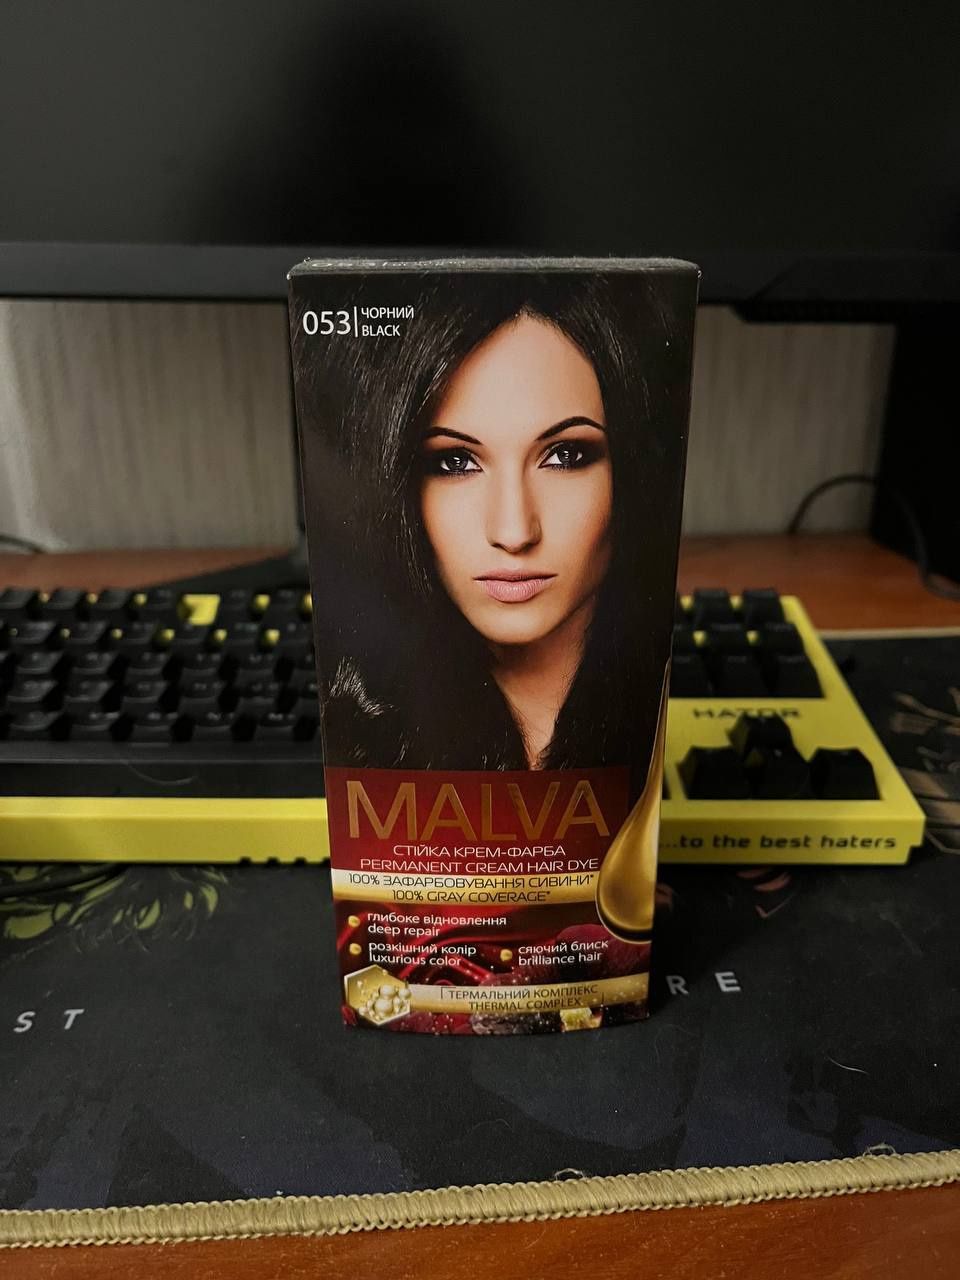 053
ЧОРНИЙ
BLACK
HATOR
MALVA
...to the best haters
СТІЙКА КРЕМ-ФАРБА
PERMANENT CREAM HAIR DYE
100% ЗАФАРБОВУВАННЯ СИВИНИ*
100% GRAY COVERAGE*
глибоке відновлення
deep repair
розкішний колір
luxurious color
сяючий блиск
brilliance hair
ТЕРМАЛЬНИЙ КОМПЛЕКС
THERMAL COMPLEX
ST
RE